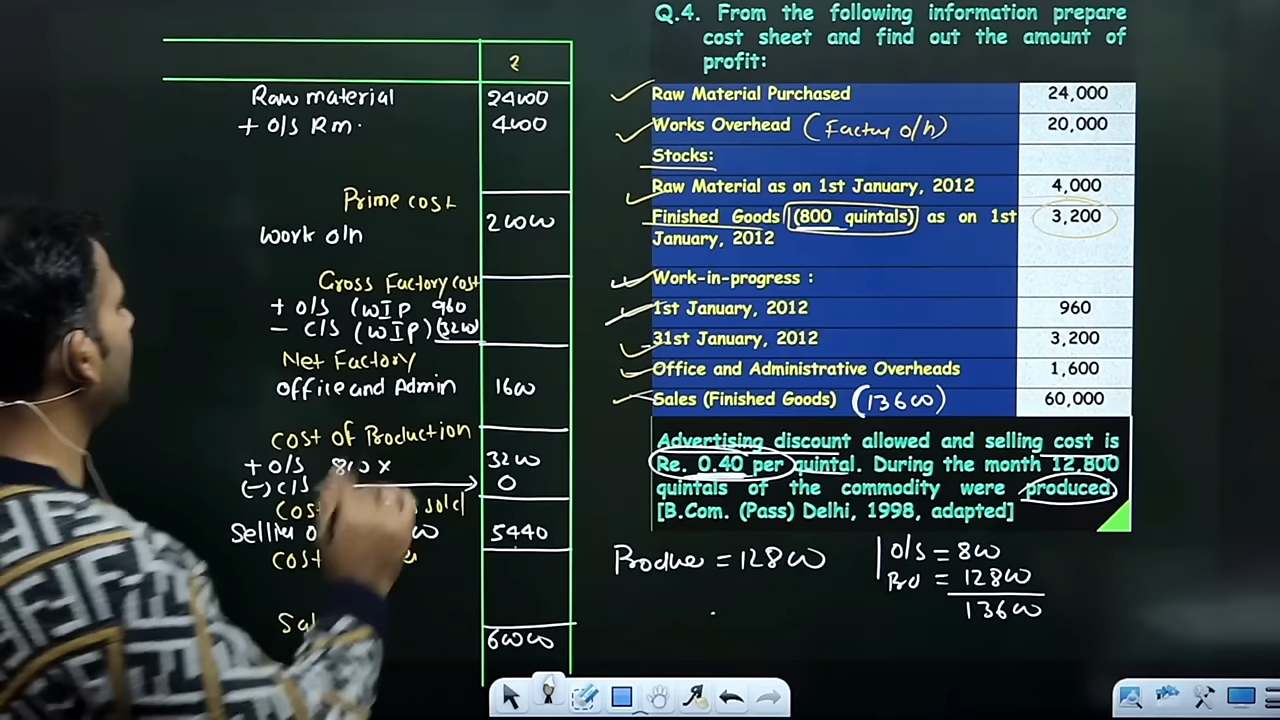 ₹
Raw material 24000
+ O/S Rm. 4000
Prime cost
Work o/h 20000
Gross Factory cost
+ O/S (WIP 960
- C/S (WIP) (3200)
Net Factory
Office and Admin 1600
Cost of Production
+ O/S 800 x 3200
(-) C/S 0
sold
5440
6000
Q.4. From the following information prepare
cost sheet and find out the amount of
profit:
Raw Material Purchased 24,000
Works Overhead (Factory o/h) 20,000
Stocks:
Raw Material as on 1st January, 2012 4,000
Finished Goods (800 quintals) as on 1st 3,200
January, 2012
Work-in-progress :
1st January, 2012 960
31st January, 2012 3,200
Office and Administrative Overheads 1,600
Sales (Finished Goods) (13600) 60,000
Advertising discount allowed and selling cost is
Re. 0.40 per quintal. During the month 12,800
quintals of the commodity were produced.
[B.Com. (Pass) Delhi, 1998, adapted]
Produce = 12800
O/S = 800
Pro = 12800
13600